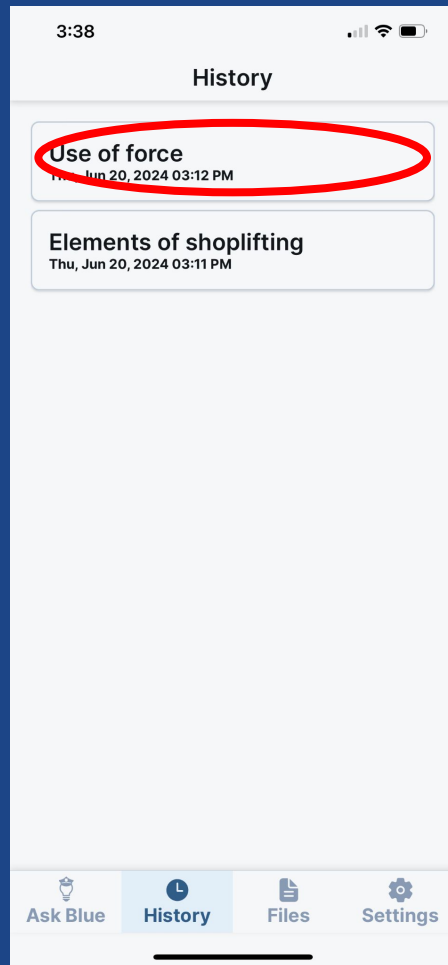 3:38
History
Use of force
Thu, Jun 20, 2024 03:12 PM
Elements of shoplifting
Thu, Jun 20, 2024 03:11 PM
Ask Blue
History
Files
Settings